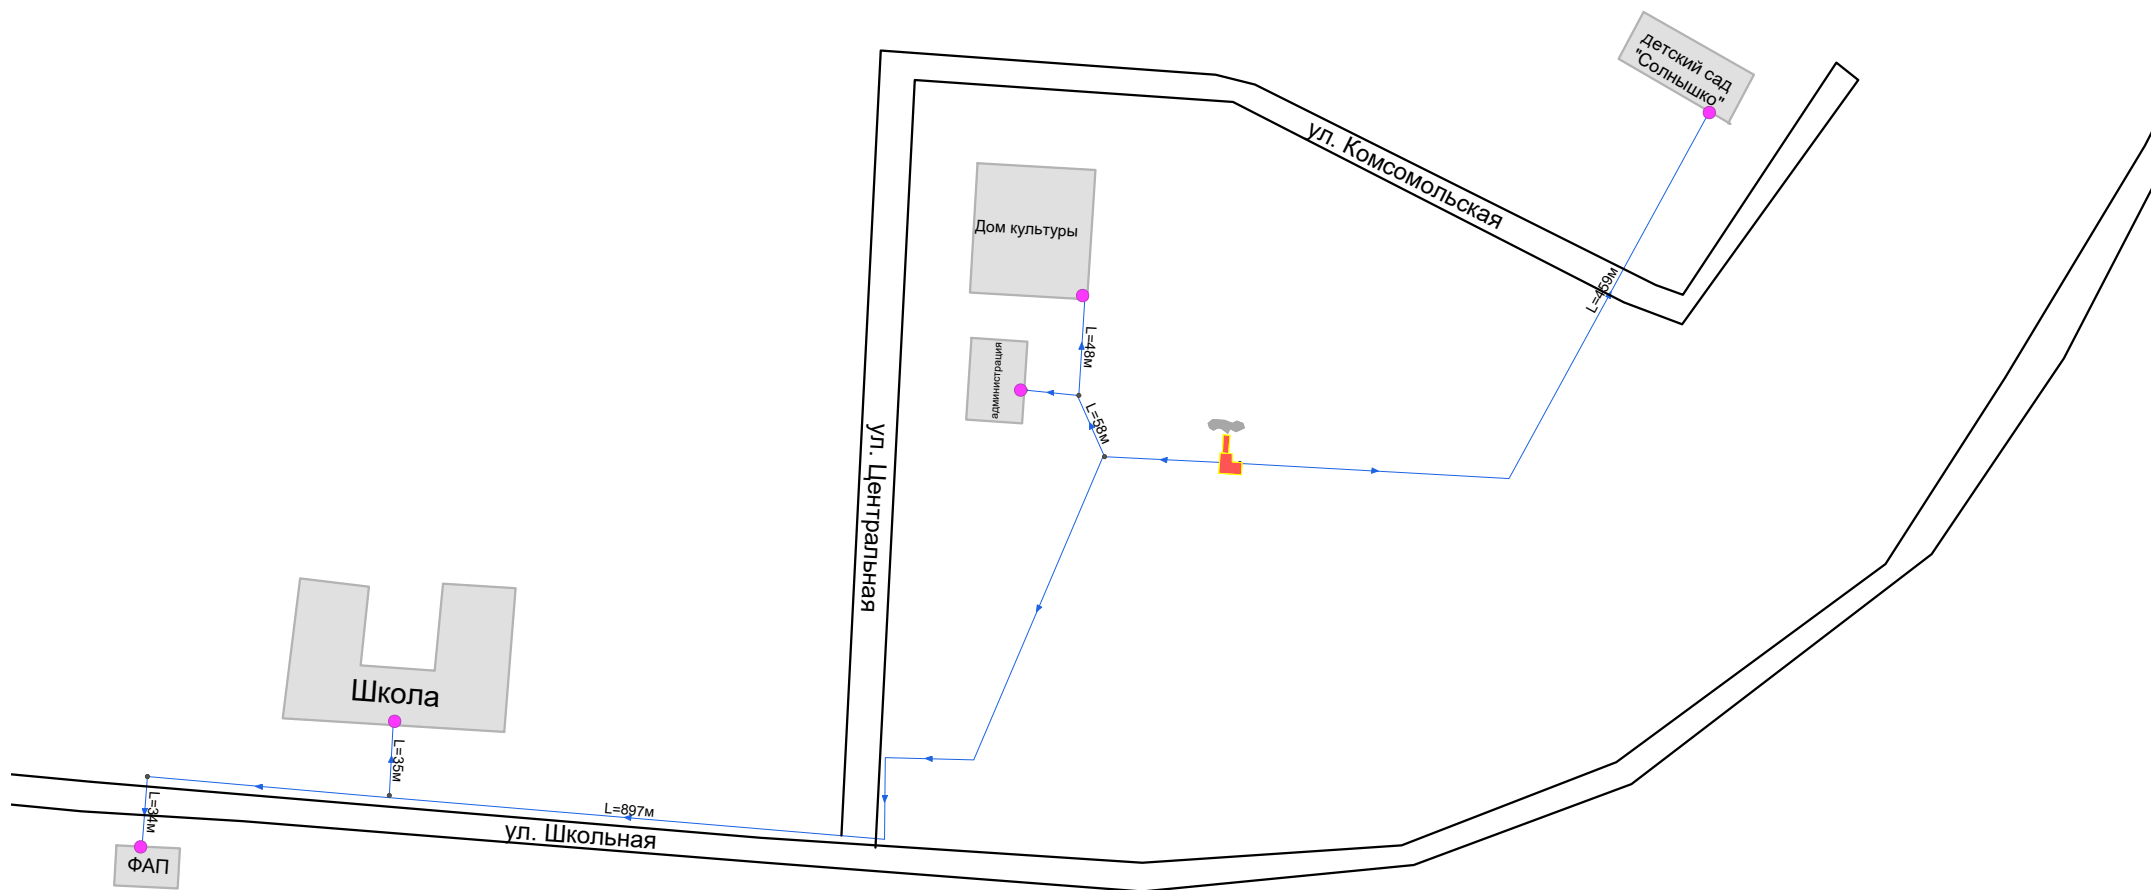 детский сад
"Солнышко"
ул. Комсомольская
Дом культуры
L=459м
L=48м
администрация
L=58м
ул. Центральная
Школа
L=35м
L=34м
L=897м
ул. Школьная
ФАП